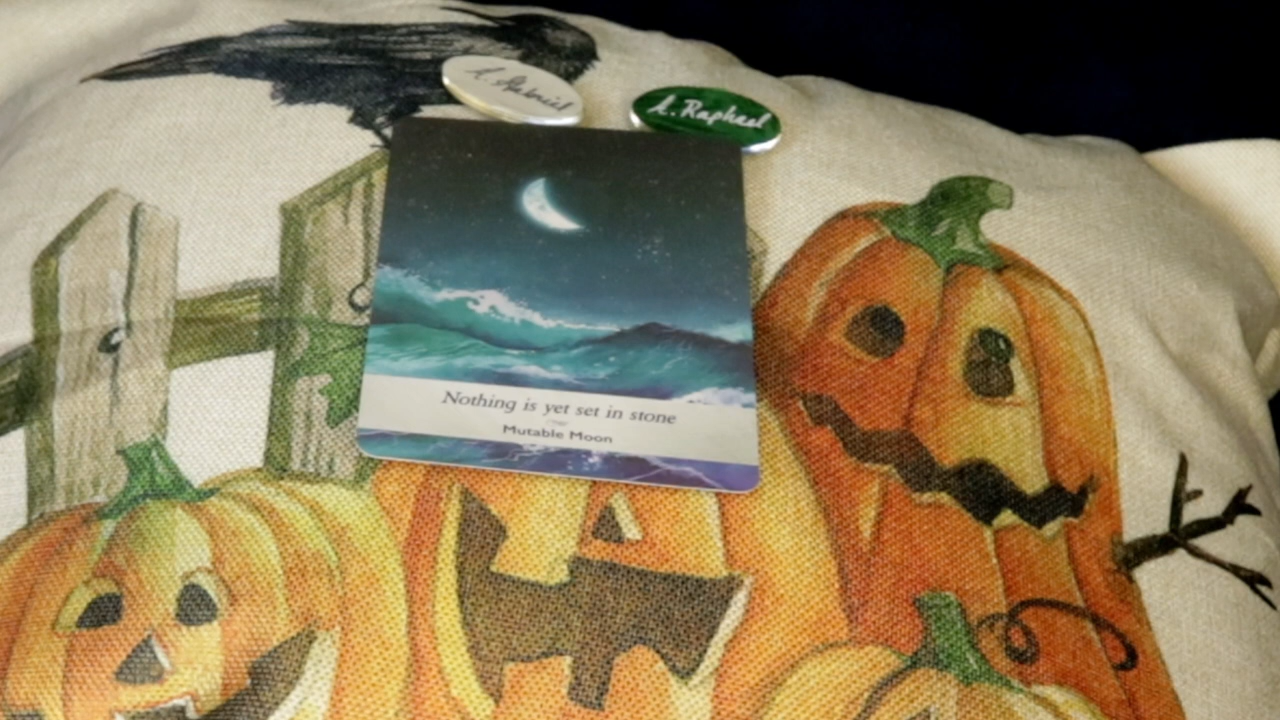 A. Gabriel
A. Raphael
Nothing is yet set in stone
Mutable Moon